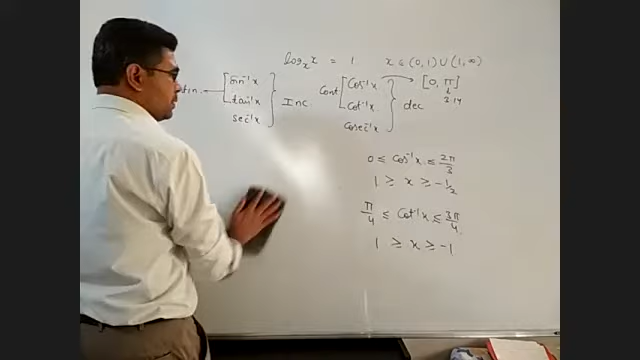 log_x x = 1 x ∈ (0,1) ∪ (1,∞)
sin⁻¹x
tin. tan⁻¹x Inc.
sec⁻¹x
Cont Cos⁻¹x → [0, π]
Cot⁻¹x dec 3.14
Cosec⁻¹x
0 ≤ Cos⁻¹x ≤ 2π/3
1 ≥ x ≥ -1/2
π/4 ≤ Cot⁻¹x ≤ 3π/4
1 ≥ x ≥ -1